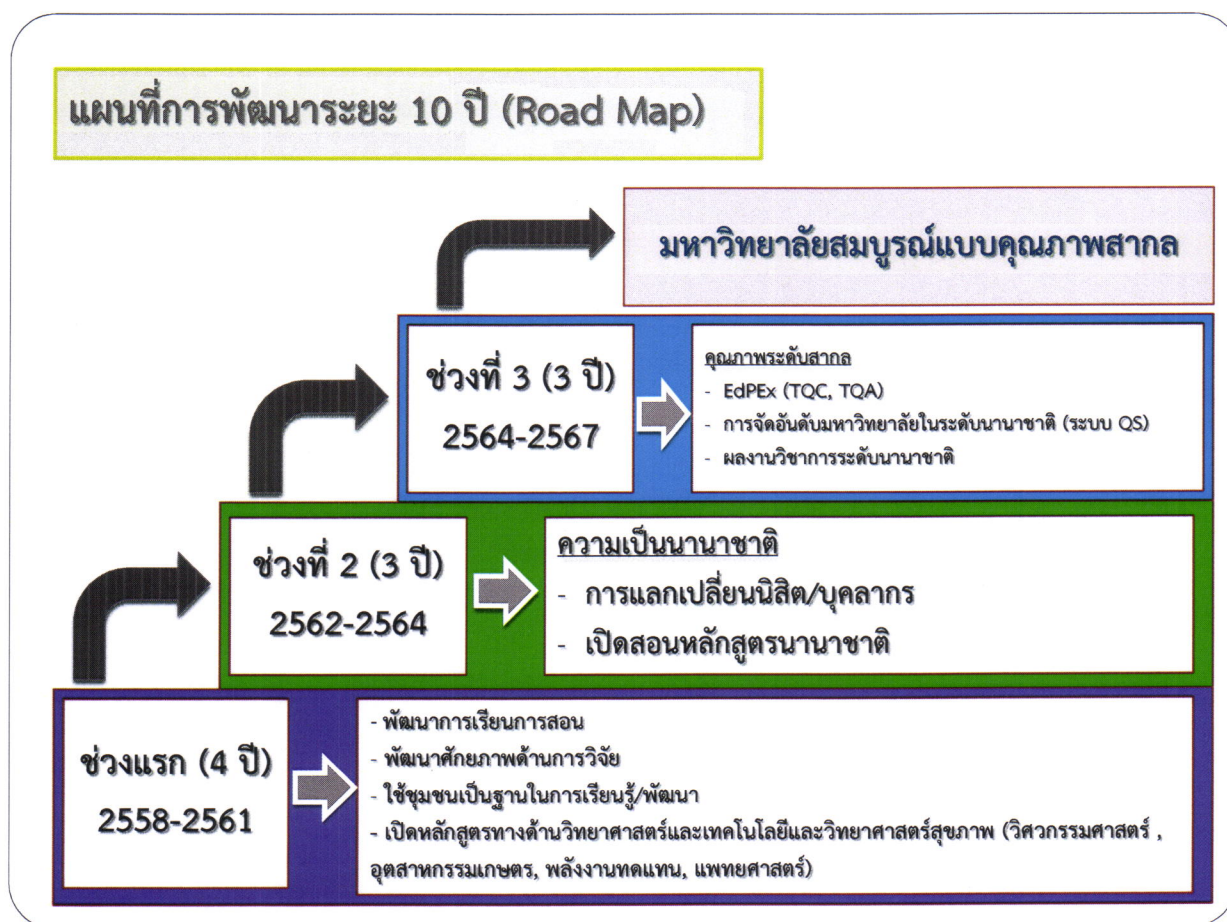 แผนที่การพัฒนาระยะ 10 ปี (Road Map)
มหาวิทยาลัยสมบูรณ์แบบคุณภาพสากล
ช่วงที่ 3 (3 ปี)
2564-2567
คุณภาพระดับสากล
- EdPEx (TQC, TQA)
- การจัดอันดับมหาวิทยาลัยในระดับนานาชาติ (ระบบ QS)
- ผลงานวิชาการระดับนานาชาติ
ช่วงที่ 2 (3 ปี)
2562-2564
ความเป็นนานาชาติ
- การแลกเปลี่ยนนิสิต/บุคลากร
- เปิดสอนหลักสูตรนานาชาติ
ช่วงแรก (4 ปี)
2558-2561
- พัฒนาการเรียนการสอน
- พัฒนาศักยภาพด้านการวิจัย
- ใช้ชุมชนเป็นฐานในการเรียนรู้/พัฒนา
- เปิดหลักสูตรทางด้านวิทยาศาสตร์และเทคโนโลยีและวิทยาศาสตร์สุขภาพ (วิศวกรรมศาสตร์ ,
อุตสาหกรรมเกษตร, พลังงานทดแทน, แพทยศาสตร์)